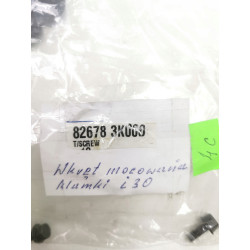 82678 3K000
T/SCREW
Wkręt mocowania
klamki i30
4C